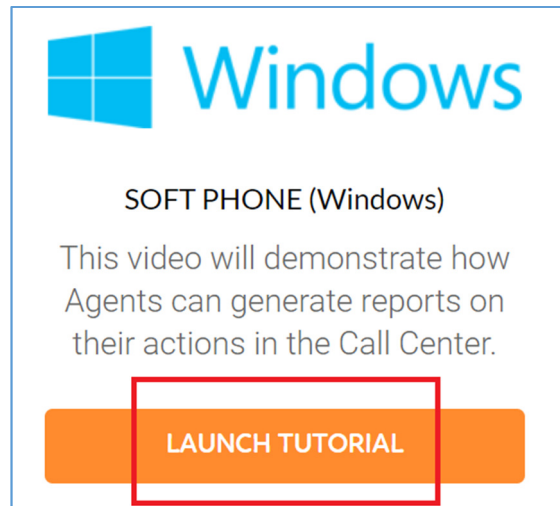 Windows
SOFT PHONE (Windows)
This video will demonstrate how
Agents can generate reports on
their actions in the Call Center.
LAUNCH TUTORIAL